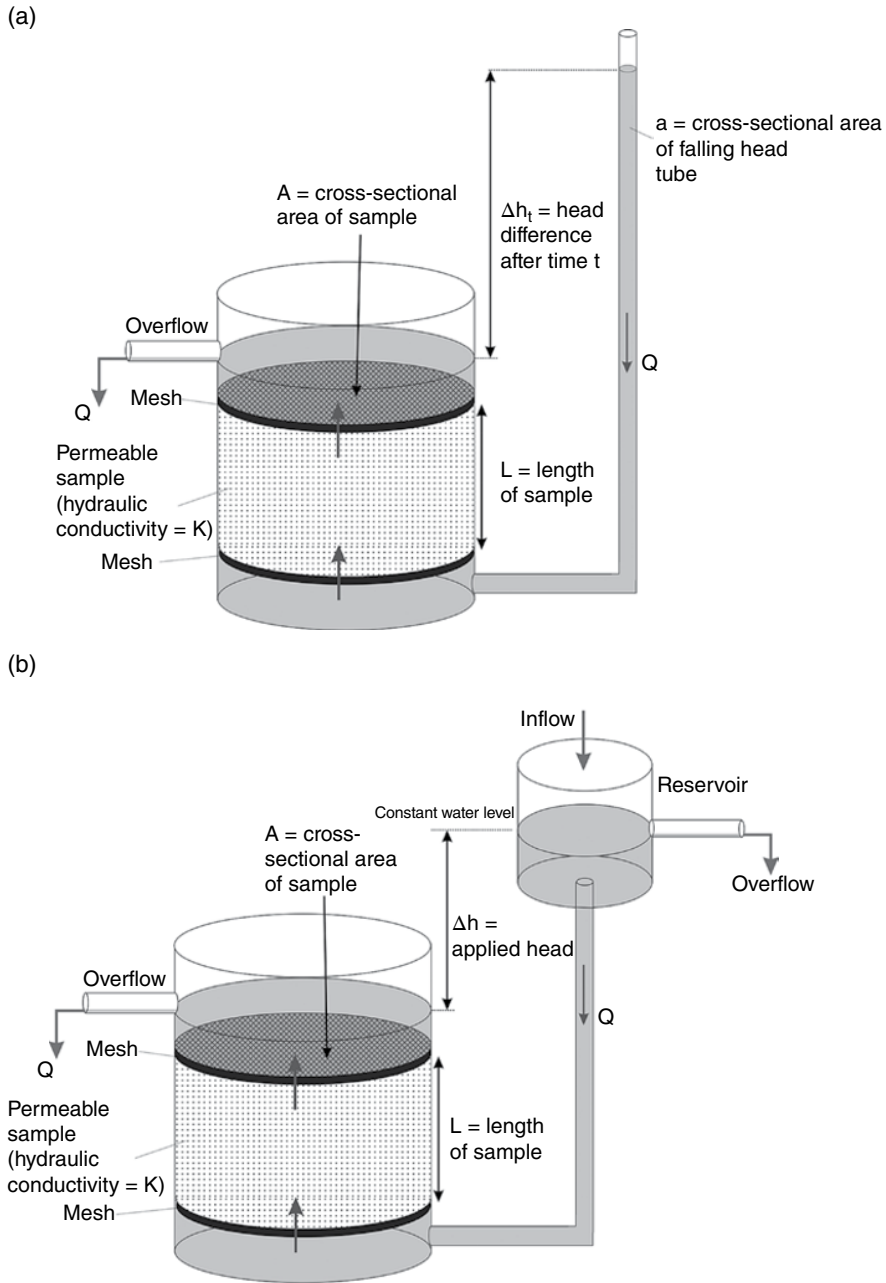 (a)
a = cross-sectional area
of falling head
tube
A = cross-sectional
area of sample
Δhₜ = head
difference
after time t
Overflow
Q
Q
Mesh
Permeable
sample
(hydraulic
conductivity = K)
L = length
of sample
Mesh
(b)
Inflow
Reservoir
Constant water level
A = cross-
sectional area
of sample
Overflow
Δh =
applied head
Overflow
Q
Q
Mesh
Permeable
sample
(hydraulic
conductivity = K)
L = length
of sample
Mesh